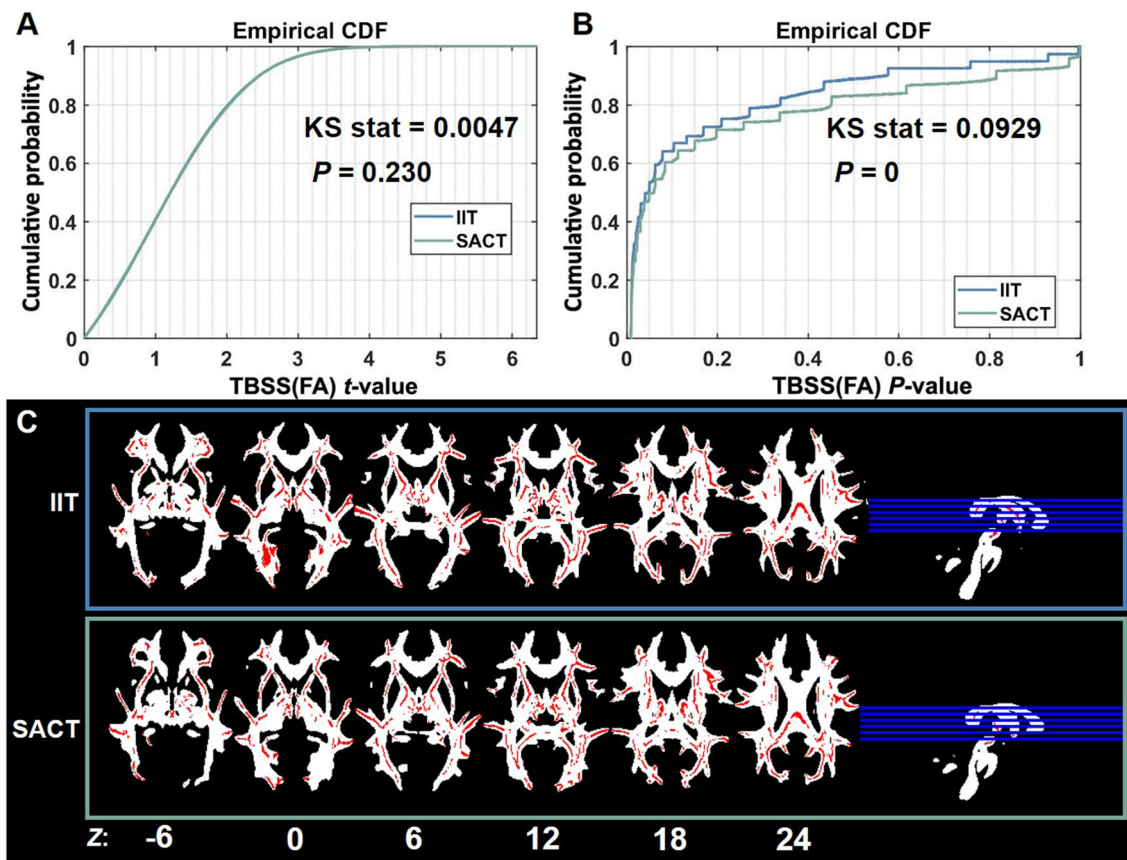 A
Empirical CDF
1
0.8
0.6
0.4
0.2
0
Cumulative probability
KS stat = 0.0047
P = 0.230
IIT
SACT
0 1 2 3 4 5 6
TBSS(FA) t-value
B
Empirical CDF
1
0.8
0.6
0.4
0.2
0
Cumulative probability
KS stat = 0.0929
P = 0
IIT
SACT
0 0.2 0.4 0.6 0.8 1
TBSS(FA) P-value
C
IIT
SACT
Z: -6 0 6 12 18 24